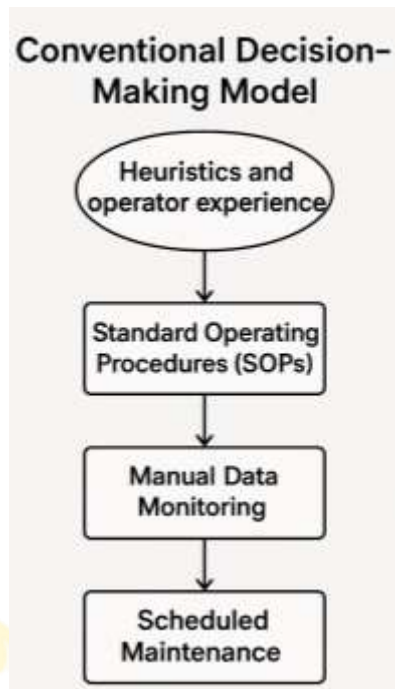 Conventional Decision-
Making Model
Heuristics and
operator experience
Standard Operating
Procedures (SOPs)
Manual Data
Monitoring
Scheduled
Maintenance